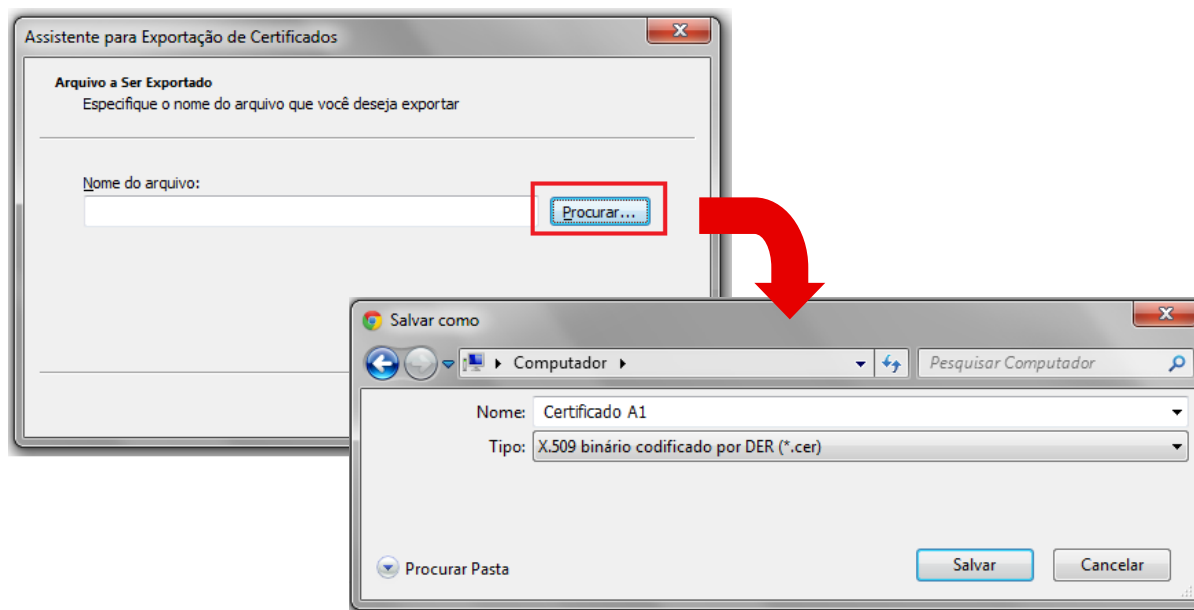 Assistente para Exportação de Certificados
Arquivo a Ser Exportado
Especifique o nome do arquivo que você deseja exportar
Nome do arquivo:
Procurar...
Salvar como
Computador
Pesquisar Computador
Nome: Certificado A1
Tipo: X.509 binário codificado por DER (*.cer)
Procurar Pasta
Salvar
Cancelar